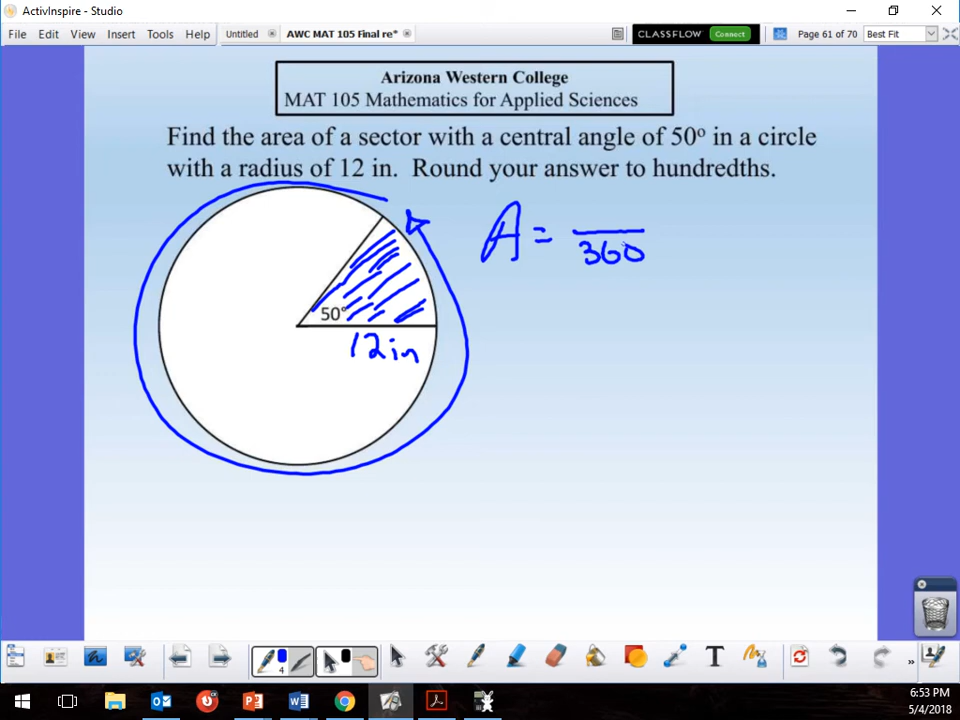 ActivInspire - Studio
File Edit View Insert Tools Help
Untitled
AWC MAT 105 Final re*
CLASSFLOW Connect
Page 61 of 70
Best Fit
Arizona Western College
MAT 105 Mathematics for Applied Sciences
Find the area of a sector with a central angle of 50° in a circle
with a radius of 12 in. Round your answer to hundredths.
A = 
360
50°
12in
4
T
»
6:53 PM
5/4/2018